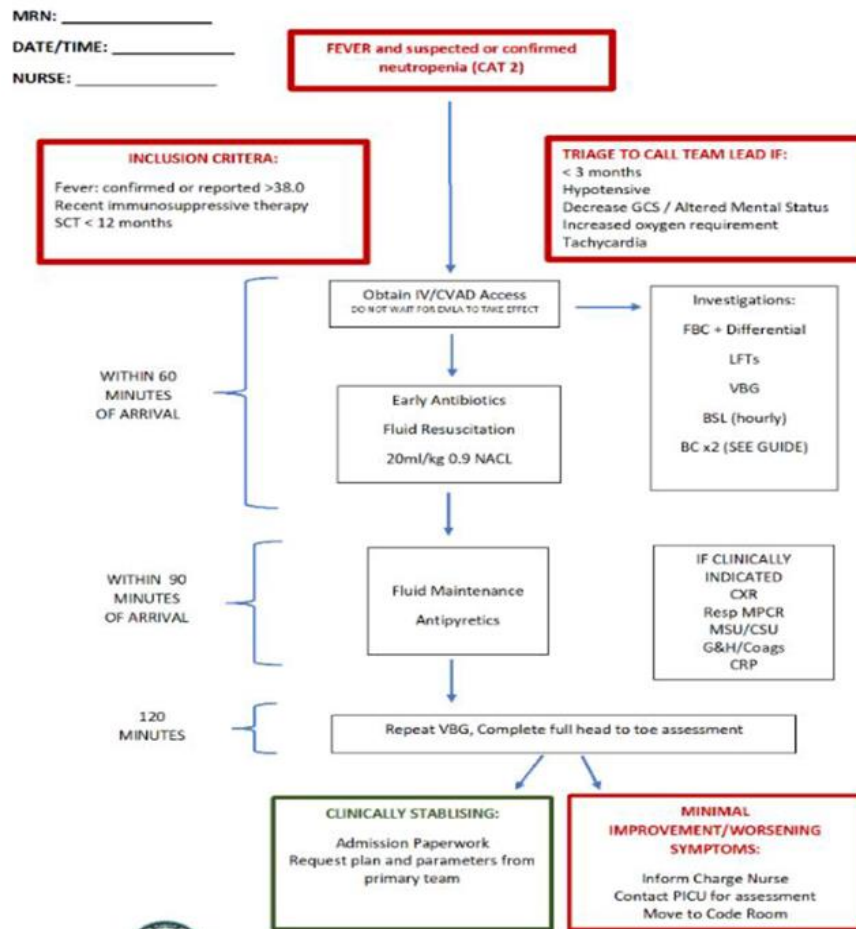 MRN:
DATE/TIME:
NURSE:
FEVER and suspected or confirmed
neutropenia (CAT 2)
INCLUSION CRITERA:
Fever: confirmed or reported >38.0
Recent immunosuppressive therapy
SCT < 12 months
TRIAGE TO CALL TEAM LEAD IF:
< 3 months
Hypotensive
Decrease GCS / Altered Mental Status
Increased oxygen requirement
Tachycardia
WITHIN 60
MINUTES
OF ARRIVAL
Obtain IV/CVAD Access
DO NOT WAIT FOR EMLA TO TAKE EFFECT
Investigations:
FBC + Differential
LFTs
VBG
BSL (hourly)
BC x2 (SEE GUIDE)
Early Antibiotics
Fluid Resuscitation
20ml/kg 0.9 NACL
WITHIN 90
MINUTES
OF ARRIVAL
Fluid Maintenance
Antipyretics
IF CLINICALLY
INDICATED
CXR
Resp MPCR
MSU/CSU
G&H/Coags
CRP
120
MINUTES
Repeat VBG, Complete full head to toe assessment
CLINICALLY STABLISING:
Admission Paperwork
Request plan and parameters from
primary team
MINIMAL
IMPROVEMENT/WORSENING
SYMPTOMS:
Inform Charge Nurse
Contact PICU for assessment
Move to Code Room